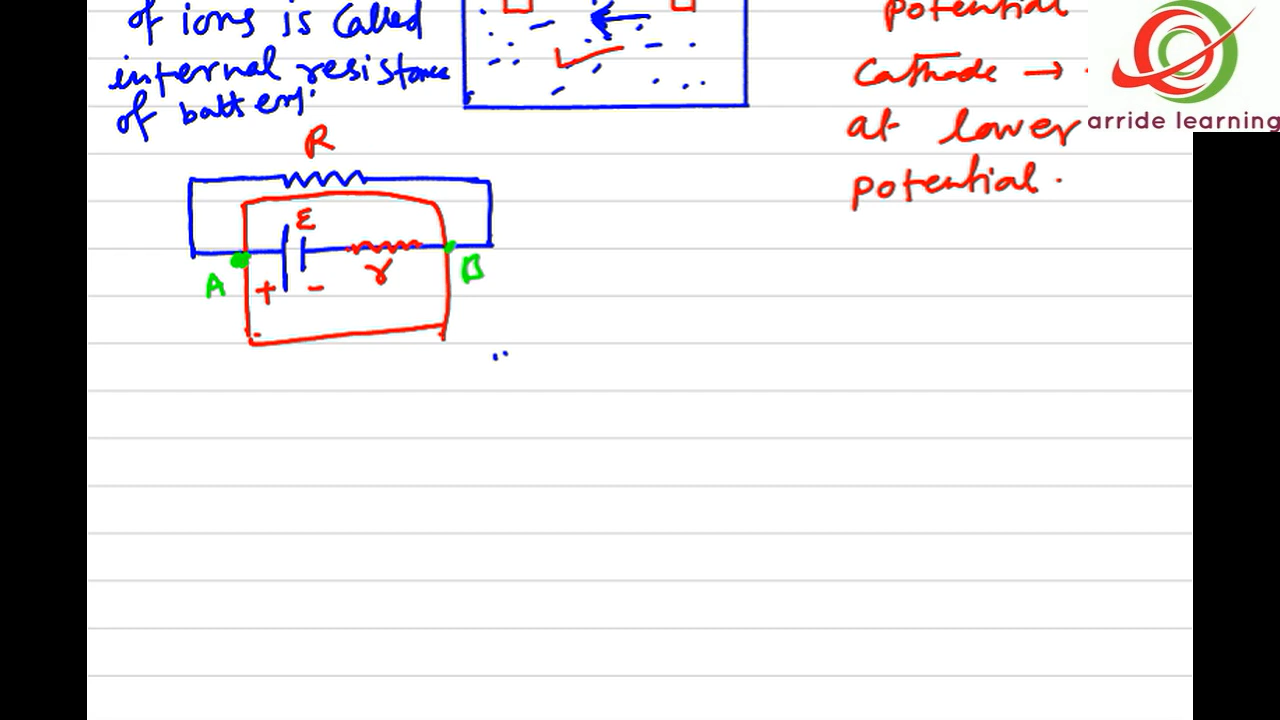 of ions is called
internal resistance
of battery.
potential
Cathode →
at lower
potential.
arride learning
R
ε
A
+
-
r
B